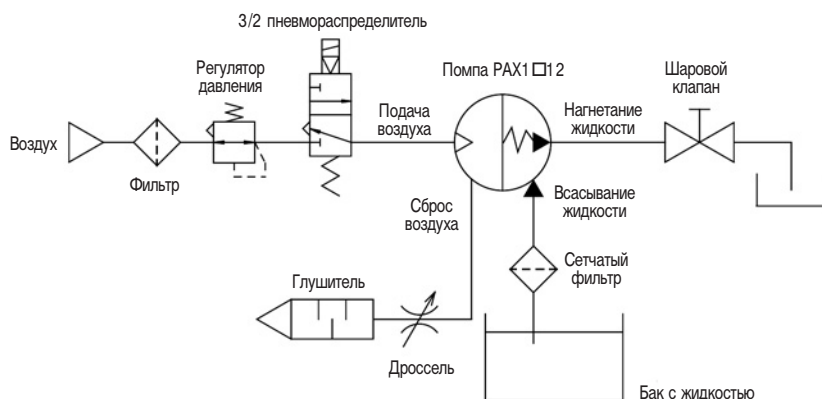 3/2 пневмораспределитель
Регулятор
давления
Помпа PAX1□12
Шаровой
клапан
Воздух
Подача
воздуха
Нагнетание
жидкости
Фильтр
Всасывание
жидкости
Сброс
воздуха
Сетчатый
фильтр
Глушитель
Дроссель
Бак с жидкостью